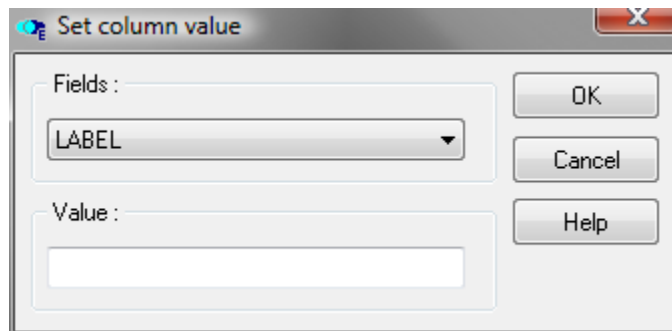 Set column value
Fields :
LABEL
OK
Cancel
Value :
Help